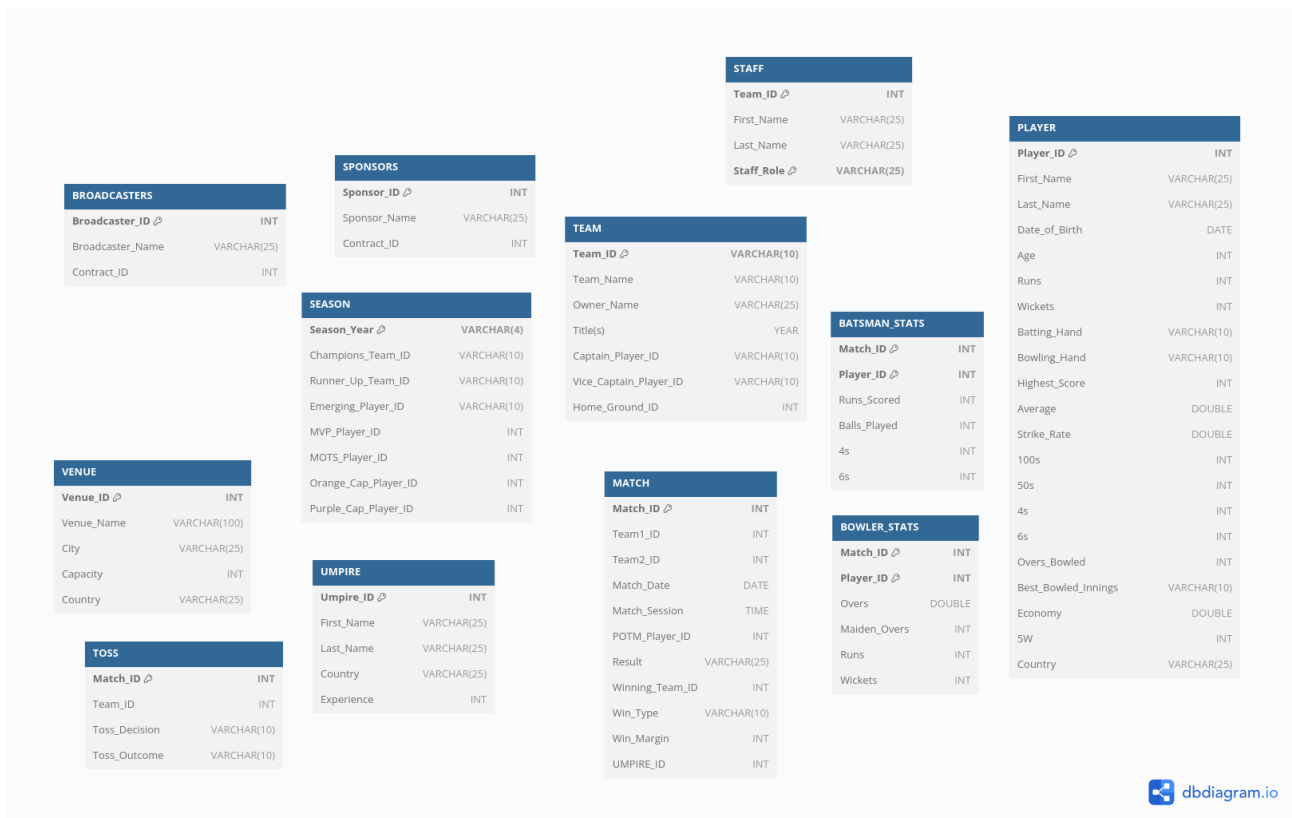 STAFF
Team_ID INT
First_Name VARCHAR(25)
Last_Name VARCHAR(25)
Staff_Role VARCHAR(25)
PLAYER
Player_ID INT
First_Name VARCHAR(25)
Last_Name VARCHAR(25)
Date_of_Birth DATE
Age INT
Runs INT
Wickets INT
Batting_Hand VARCHAR(10)
Bowling_Hand VARCHAR(10)
Highest_Score INT
Average DOUBLE
Strike_Rate DOUBLE
100s INT
50s INT
4s INT
6s INT
Overs_Bowled INT
Best_Bowled_Innings VARCHAR(10)
Economy DOUBLE
5W INT
Country VARCHAR(25)
SPONSORS
Sponsor_ID INT
Sponsor_Name VARCHAR(25)
Contract_ID INT
BROADCASTERS
Broadcaster_ID INT
Broadcaster_Name VARCHAR(25)
Contract_ID INT
TEAM
Team_ID VARCHAR(10)
Team_Name VARCHAR(10)
Owner_Name VARCHAR(25)
Title(s) YEAR
Captain_Player_ID VARCHAR(10)
Vice_Captain_Player_ID VARCHAR(10)
Home_Ground_ID INT
SEASON
Season_Year VARCHAR(4)
Champions_Team_ID VARCHAR(10)
Runner_Up_Team_ID VARCHAR(10)
Emerging_Player_ID VARCHAR(10)
MVP_Player_ID INT
MOTS_Player_ID INT
Orange_Cap_Player_ID INT
Purple_Cap_Player_ID INT
BATSMAN_STATS
Match_ID INT
Player_ID INT
Runs_Scored INT
Balls_Played INT
4s INT
6s INT
VENUE
Venue_ID INT
Venue_Name VARCHAR(100)
City VARCHAR(25)
Capacity INT
Country VARCHAR(25)
MATCH
Match_ID INT
Team1_ID INT
Team2_ID INT
Match_Date DATE
Match_Session TIME
POTM_Player_ID INT
Result VARCHAR(25)
Winning_Team_ID INT
Win_Type VARCHAR(10)
Win_Margin INT
UMPIRE_ID INT
BOWLER_STATS
Match_ID INT
Player_ID INT
Overs DOUBLE
Maiden_Overs INT
Runs INT
Wickets INT
UMPIRE
Umpire_ID INT
First_Name VARCHAR(25)
Last_Name VARCHAR(25)
Country VARCHAR(25)
Experience INT
TOSS
Match_ID INT
Team_ID INT
Toss_Decision VARCHAR(10)
Toss_Outcome VARCHAR(10)
dbdiagram.io